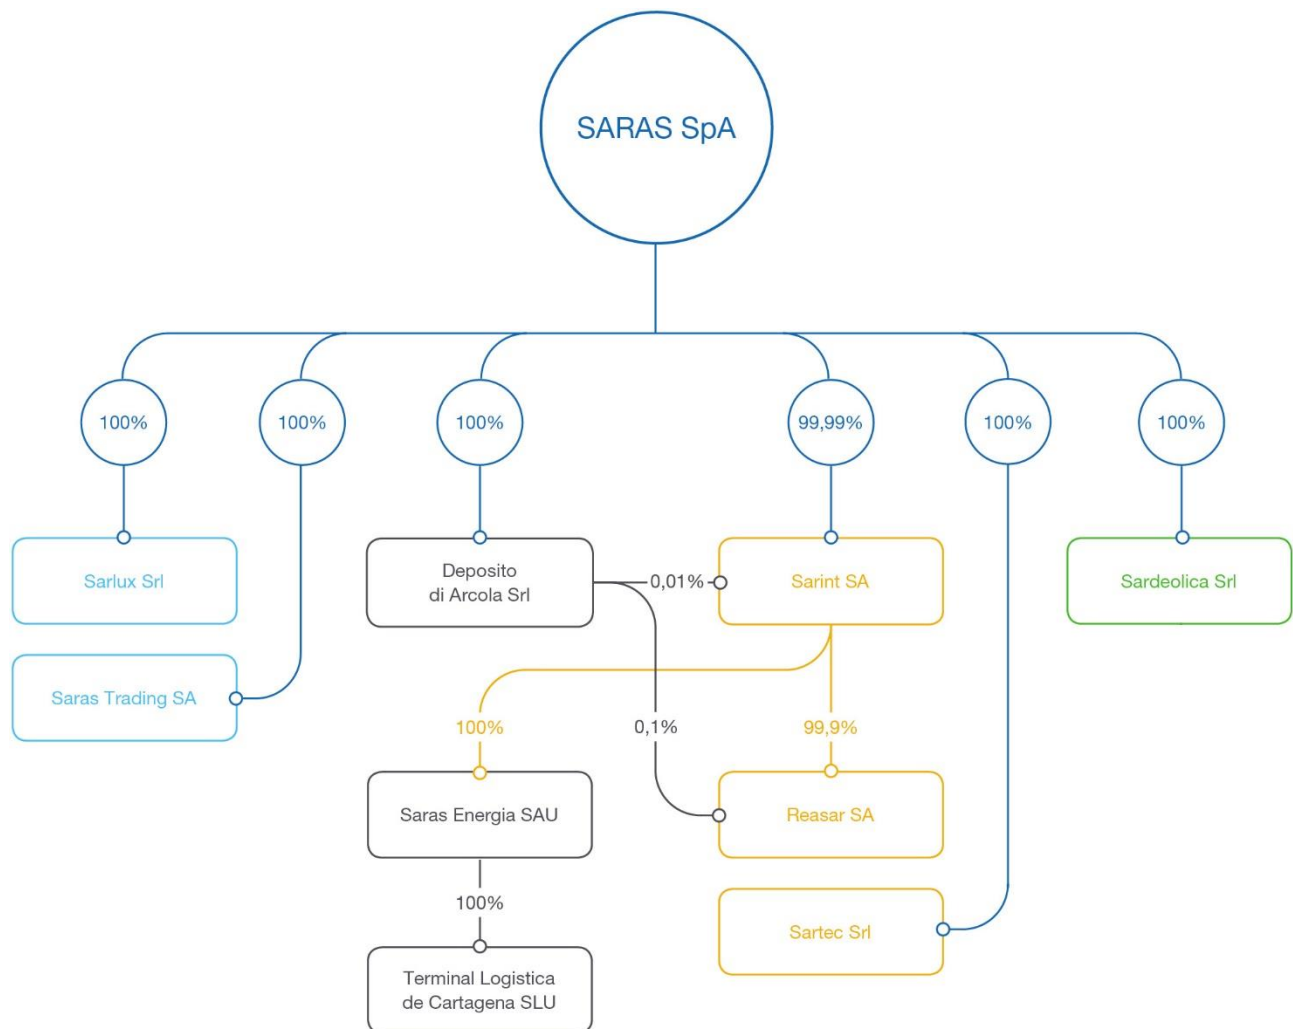 SARAS SpA
100%
100%
100%
99,99%
100%
100%
Sarlux Srl
Deposito
di Arcola Srl
0,01%
Sarint SA
Sardeolica Srl
Saras Trading SA
100%
0,1%
99,9%
Saras Energia SAU
Reasar SA
100%
Sartec Srl
Terminal Logistica
de Cartagena SLU